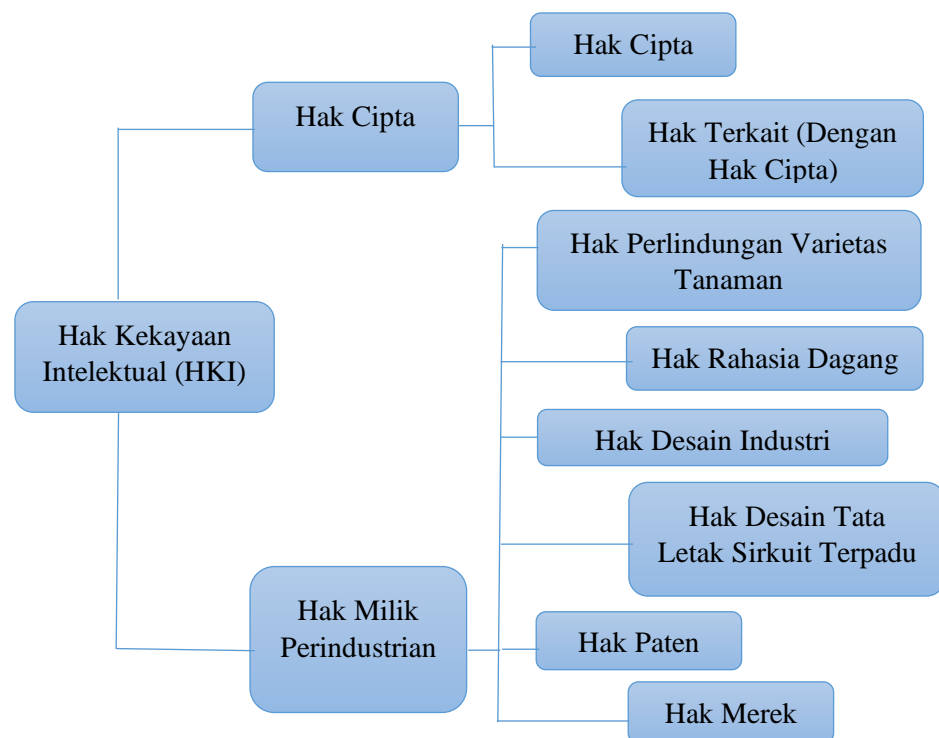 Hak Cipta
Hak Cipta
Hak Terkait (Dengan
Hak Cipta)
Hak Perlindungan Varietas
Tanaman
Hak Kekayaan
Intelektual (HKI)
Hak Rahasia Dagang
Hak Desain Industri
Hak Desain Tata
Letak Sirkuit Terpadu
Hak Milik
Perindustrian
Hak Paten
Hak Merek